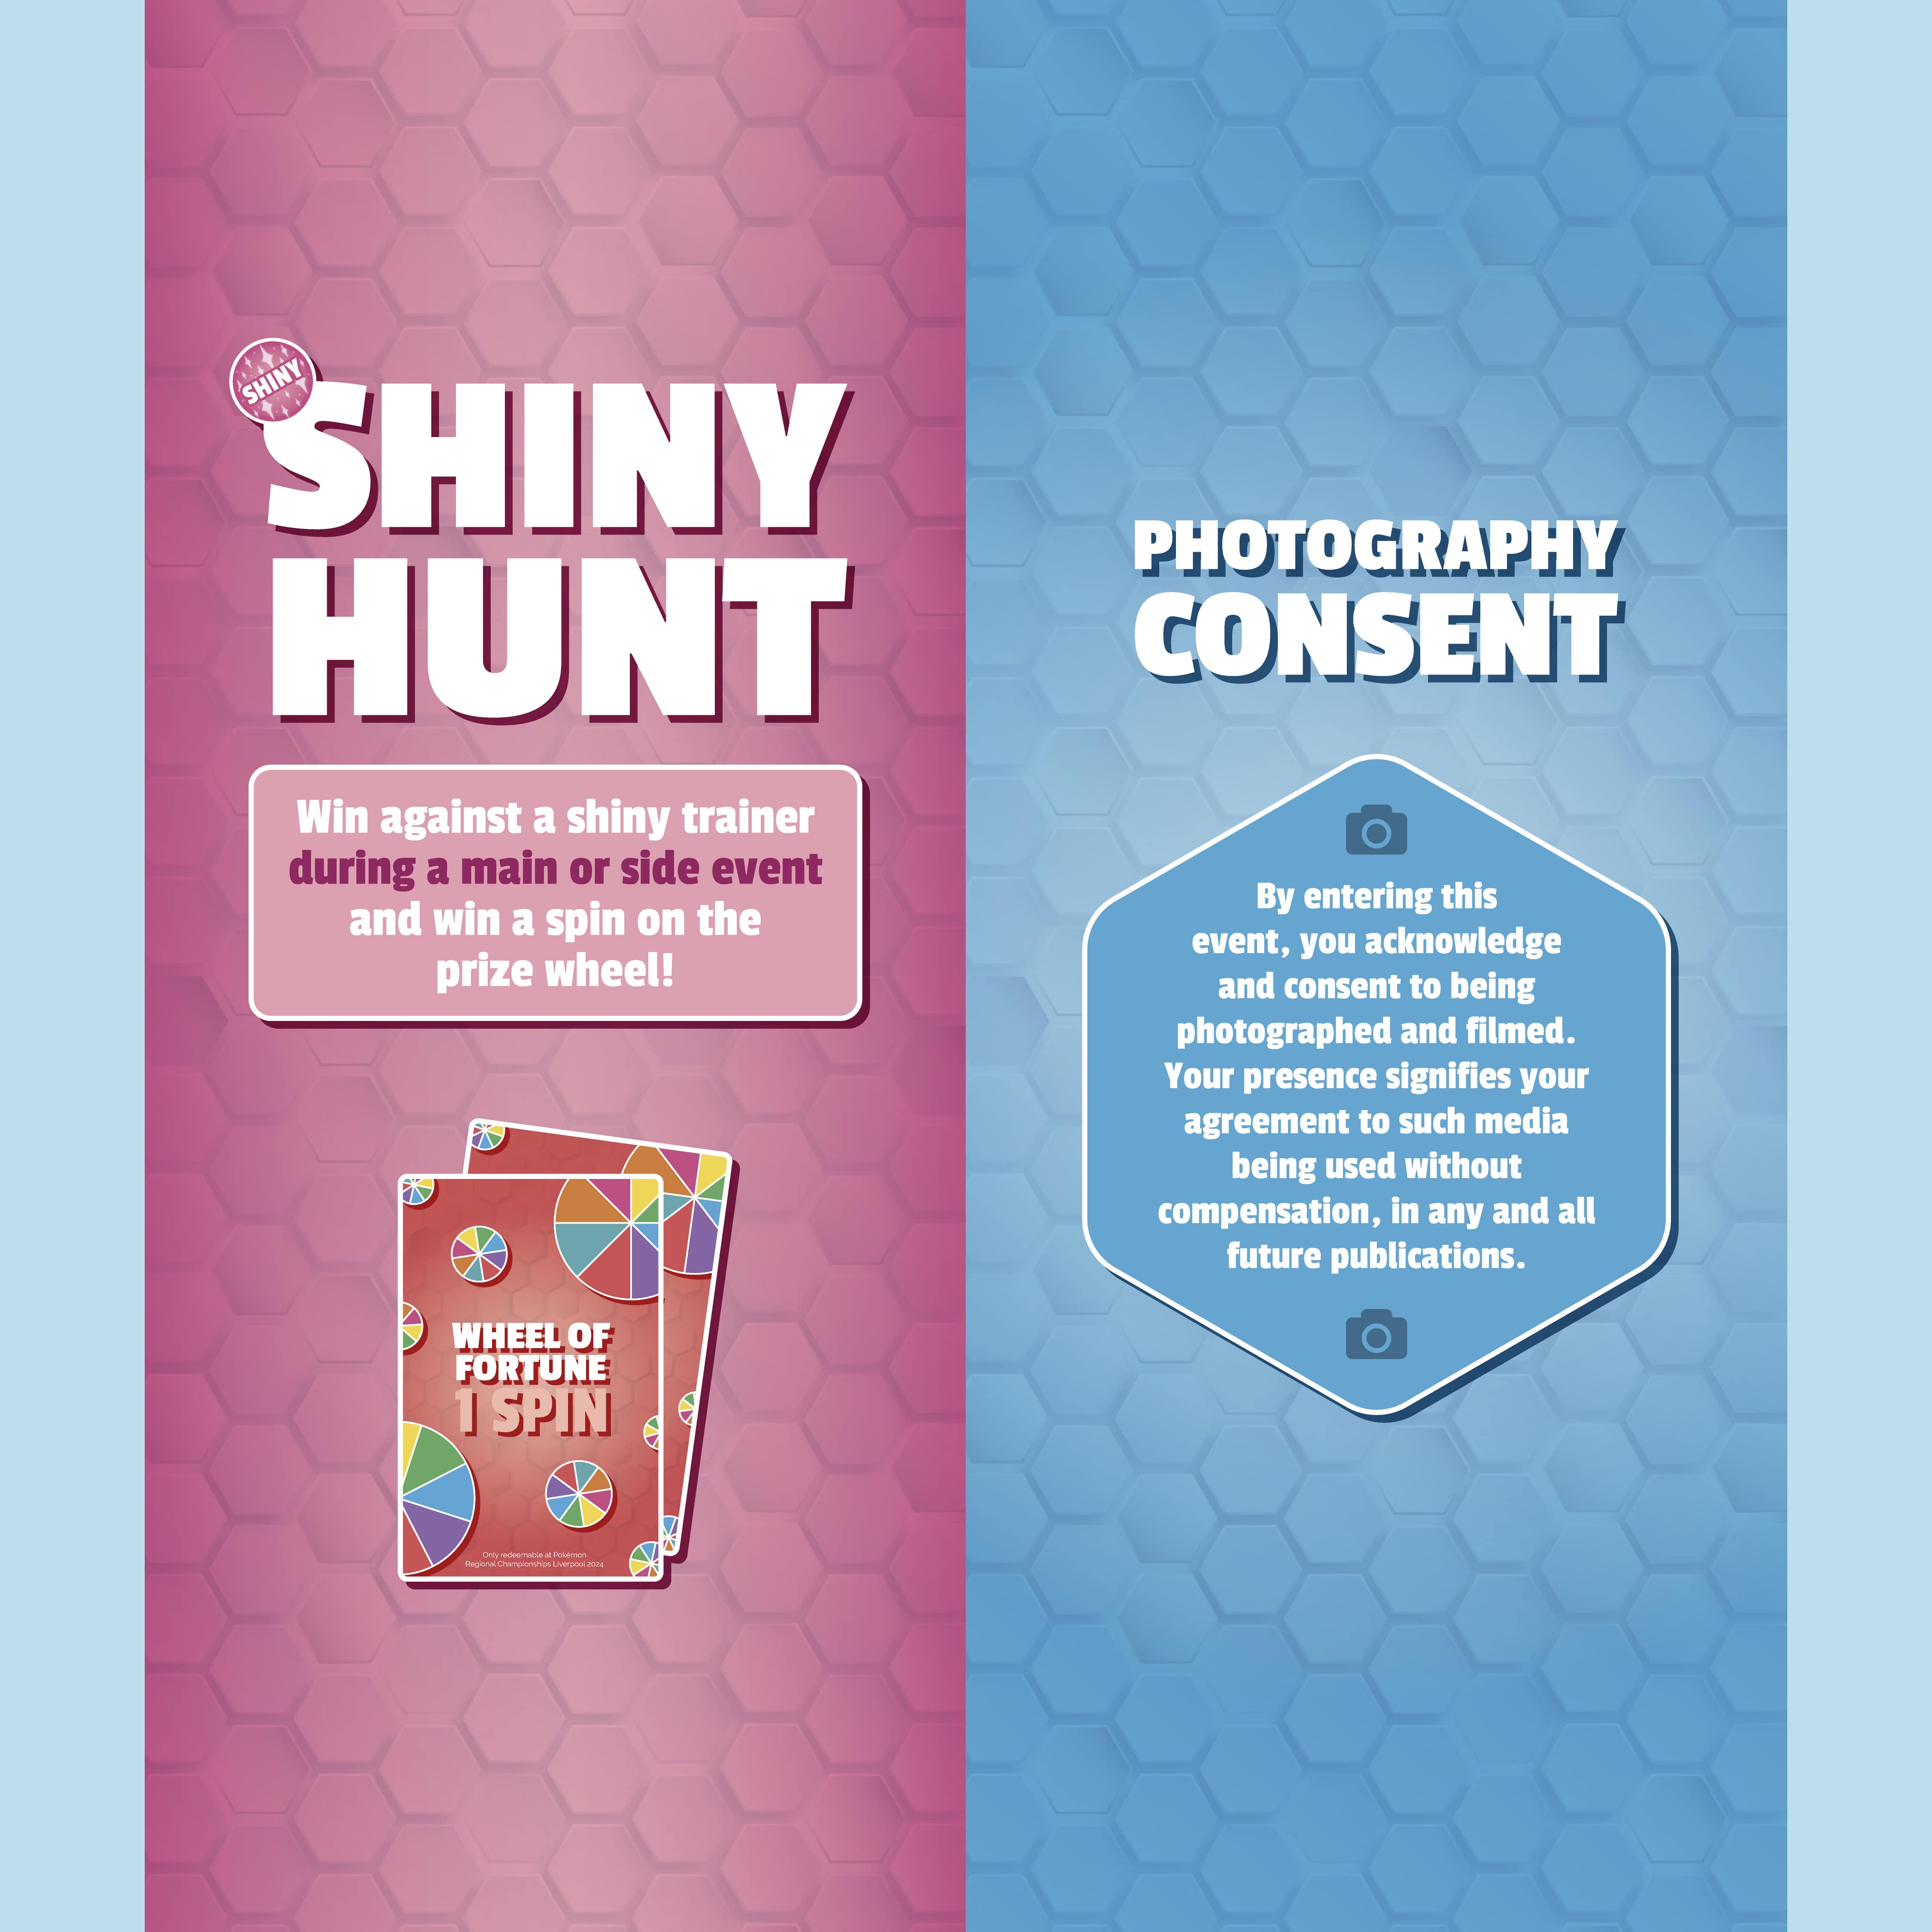 SHINY
SHINY
HUNT
Win against a shiny trainer
during a main or side event
and win a spin on the
prize wheel!
WHEEL OF
FORTUNE
1 SPIN
Only redeemable at Pokémon
Regional Championships Liverpool 2024
PHOTOGRAPHY
CONSENT
By entering this
event, you acknowledge
and consent to being
photographed and filmed.
Your presence signifies your
agreement to such media
being used without
compensation, in any and all
future publications.